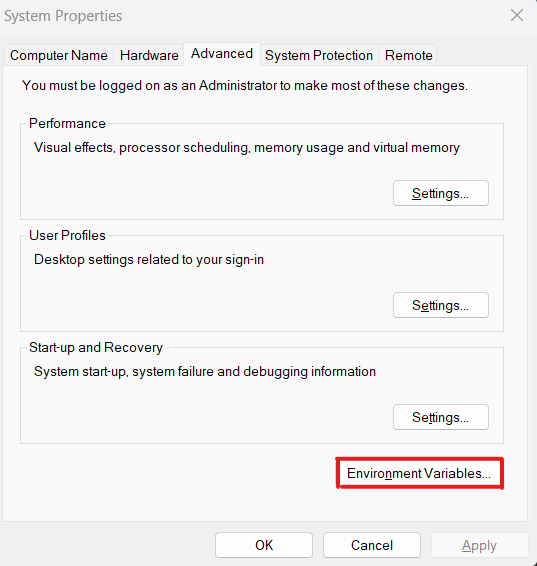 System Properties
Computer Name Hardware Advanced System Protection Remote
You must be logged on as an Administrator to make most of these changes.
Performance
Visual effects, processor scheduling, memory usage and virtual memory
Settings...
User Profiles
Desktop settings related to your sign-in
Settings...
Start-up and Recovery
System start-up, system failure and debugging information
Settings...
Environment Variables...
OK Cancel Apply